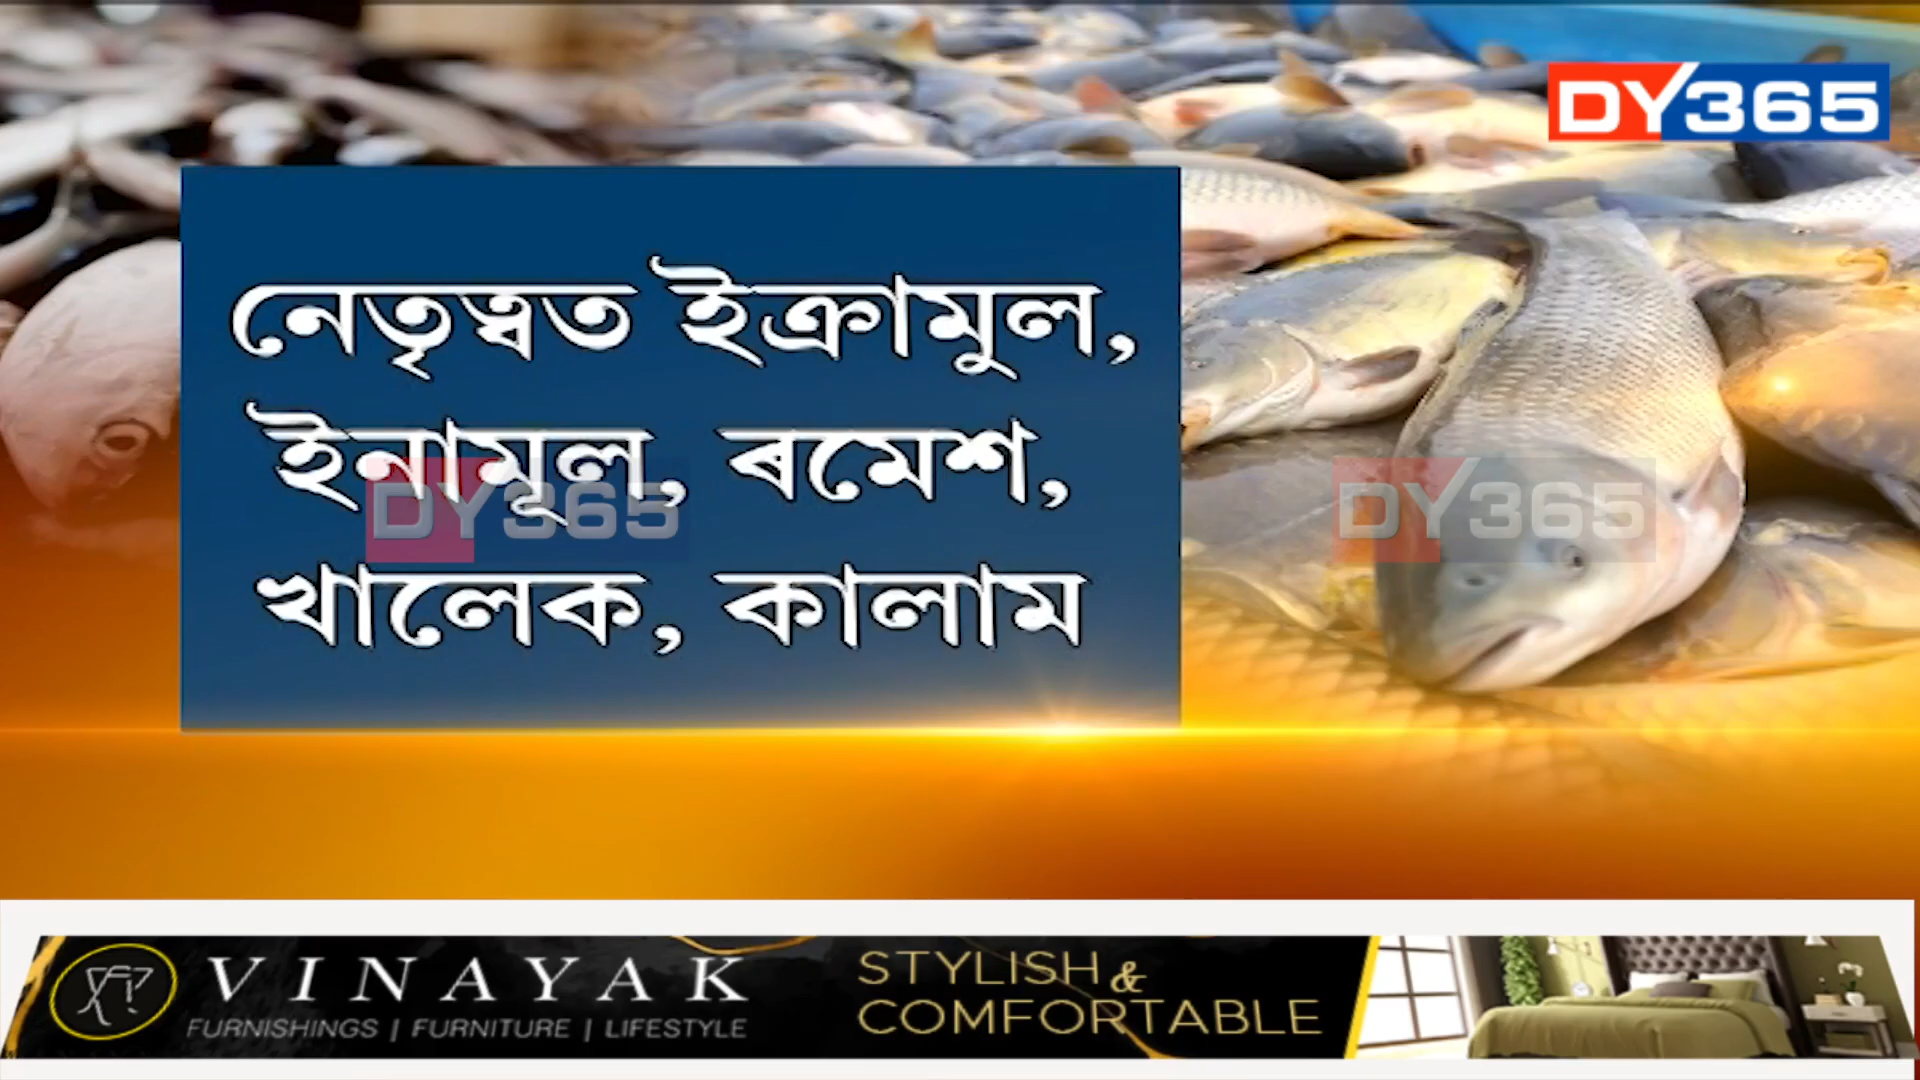 DY365
নেতৃত্বত ইক্ৰামুল,
ইনামূল, ৰমেশ,
DY365
DY365
খালেক, কালাম
VINAYAK
FURNISHINGS | FURNITURE | LIFESTYLE
STYLISH &
COMFORTABLE